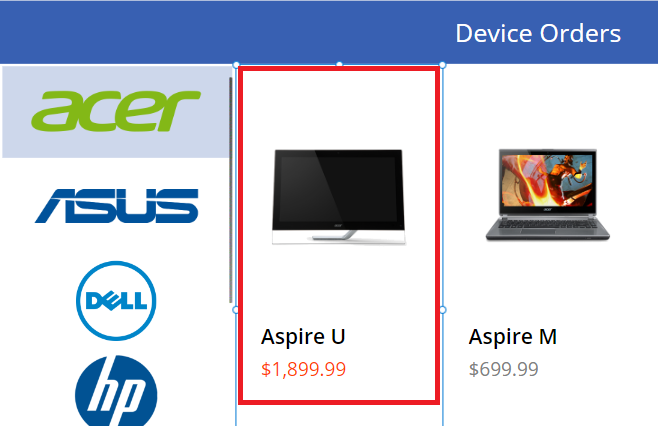 Device Orders
acer
ASUS
DELL
hp
Aspire U
$1,899.99
Aspire M
$699.99